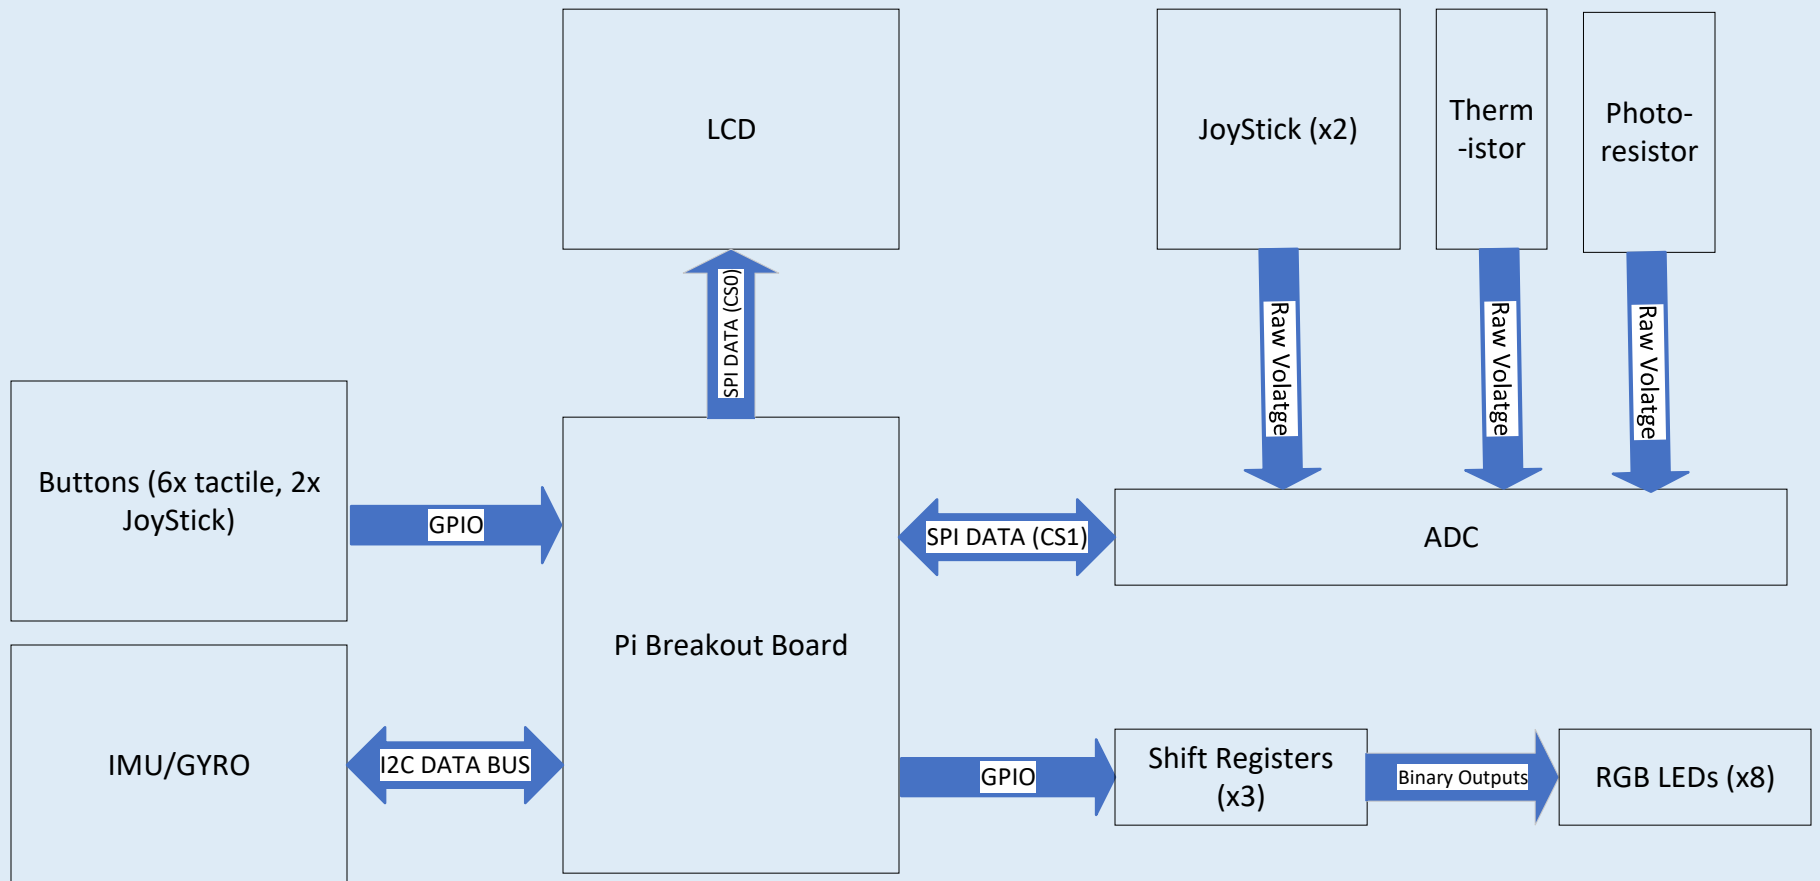 LCD
JoyStick (x2)
Therm
-istor
Photo-
resistor
SPI DATA (CS0)
Raw Volatge
Raw Volatge
Raw Volatge
Buttons (6x tactile, 2x
JoyStick)
GPIO
SPI DATA (CS1)
ADC
Pi Breakout Board
IMU/GYRO
I2C DATA BUS
GPIO
Shift Registers
(x3)
Binary Outputs
RGB LEDs (x8)